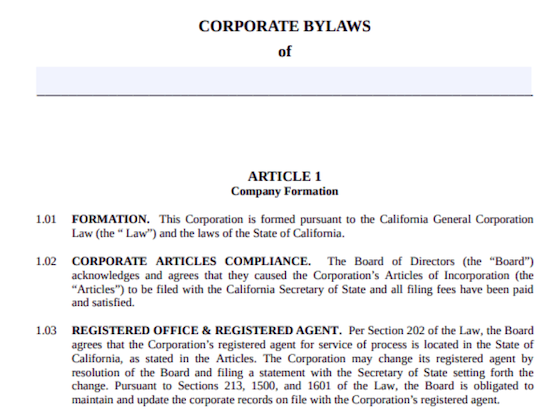 CORPORATE BYLAWS
of
ARTICLE 1
Company Formation
1.01 FORMATION. This Corporation is formed pursuant to the California General Corporation
Law (the “ Law”) and the laws of the State of California.
1.02 CORPORATE ARTICLES COMPLIANCE. The Board of Directors (the “Board”)
acknowledges and agrees that they caused the Corporation’s Articles of Incorporation (the
“Articles”) to be filed with the California Secretary of State and all filing fees have been paid
and satisfied.
1.03 REGISTERED OFFICE & REGISTERED AGENT. Per Section 202 of the Law, the Board
agrees that the Corporation’s registered agent for service of process is located in the State of
California, as stated in the Articles. The Corporation may change its registered agent by
resolution of the Board and filing a statement with the Secretary of State setting forth the
change. Pursuant to Sections 213, 1500, and 1601 of the Law, the Board is obligated to
maintain and update the corporate records on file with the Corporation’s registered agent.